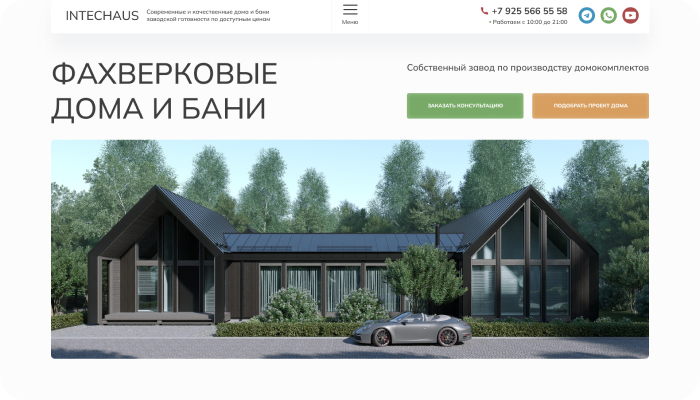 INTECHAUS
Современные и качественные дома и бани
заводской готовности по доступным ценам
Меню
+7 925 566 55 58
• Работаем с 10:00 до 21:00
ФАХВЕРКОВЫЕ
ДОМА И БАНИ
Собственный завод по производству домокомплектов
ЗАКАЗАТЬ КОНСУЛЬТАЦИЮ
ПОДОБРАТЬ ПРОЕКТ ДОМА